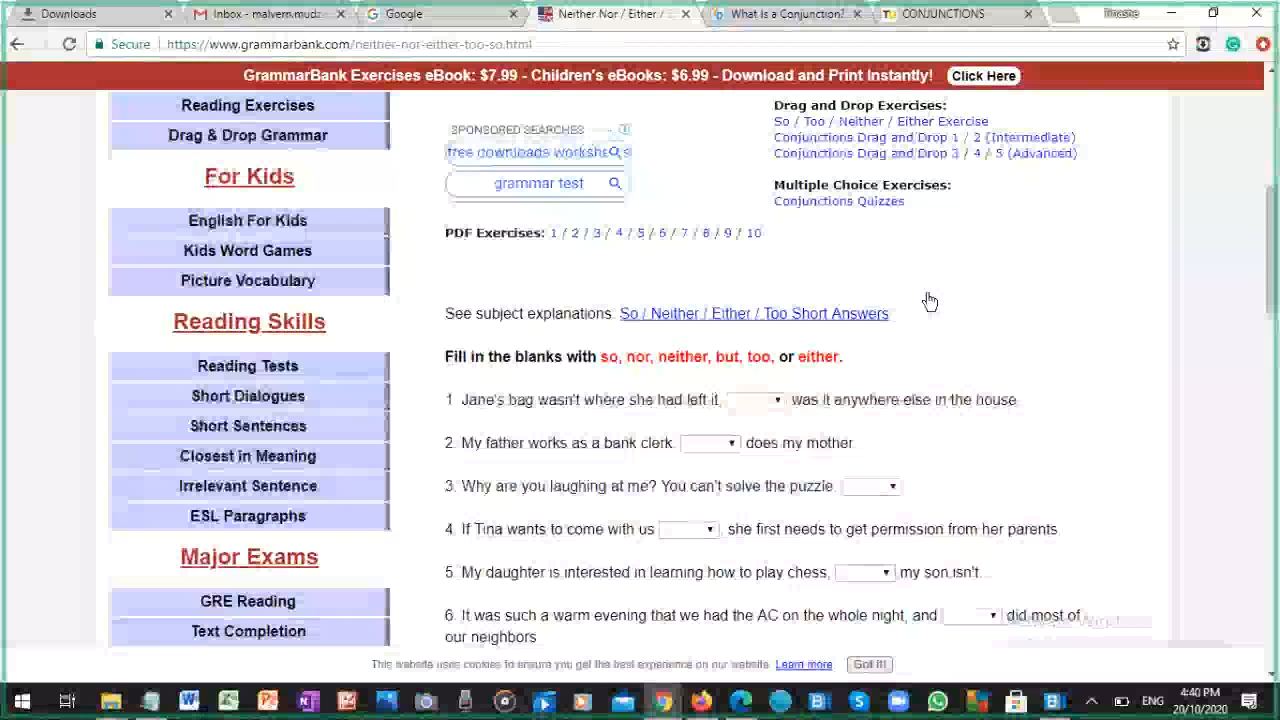 Downloads
Inbox - malvern.mudz
Google
Neither Nor / Either /
What Is a Conjunction?
CONJUNCTIONS
Tinashe
Secure
https://www.grammarbank.com/neither-nor-either-too-so.html
GrammarBank Exercises eBook: $7.99 - Children's eBooks: $6.99 - Download and Print Instantly!
Click Here
Reading Exercises
Drag & Drop Grammar
For Kids
English For Kids
Kids Word Games
Picture Vocabulary
Reading Skills
Reading Tests
Short Dialogues
Short Sentences
Closest in Meaning
Irrelevant Sentence
ESL Paragraphs
Major Exams
GRE Reading
Text Completion
SPONSORED SEARCHES
free downloads
grammar test
Drag and Drop Exercises:
So / Too / Neither / Either Exercise
Conjunctions Drag and Drop 1 / 2 (Intermediate)
Conjunctions Drag and Drop 3 / 4 / 5 (Advanced)
Multiple Choice Exercises:
Conjunctions Quizzes
PDF Exercises: 1 / 2 / 3 / 4 / 5 / 6 / 7 / 8 / 9 / 10
See subject explanations. So / Neither / Either / Too Short Answers
Fill in the blanks with so, nor, neither, but, too, or either.
1. Jane's bag wasn't where she had left it, was it anywhere else in the house.
2. My father works as a bank clerk. does my mother.
3. Why are you laughing at me? You can't solve the puzzle
4. If Tina wants to come with us , she first needs to get permission from her parents.
5. My daughter is interested in learning how to play chess, my son isn't.
6. It was such a warm evening that we had the AC on the whole night, and did most of
our neighbors
This website uses cookies to ensure you get the best experience on our website. Learn more
Got It!
ENG
4:40 PM
20/10/2020